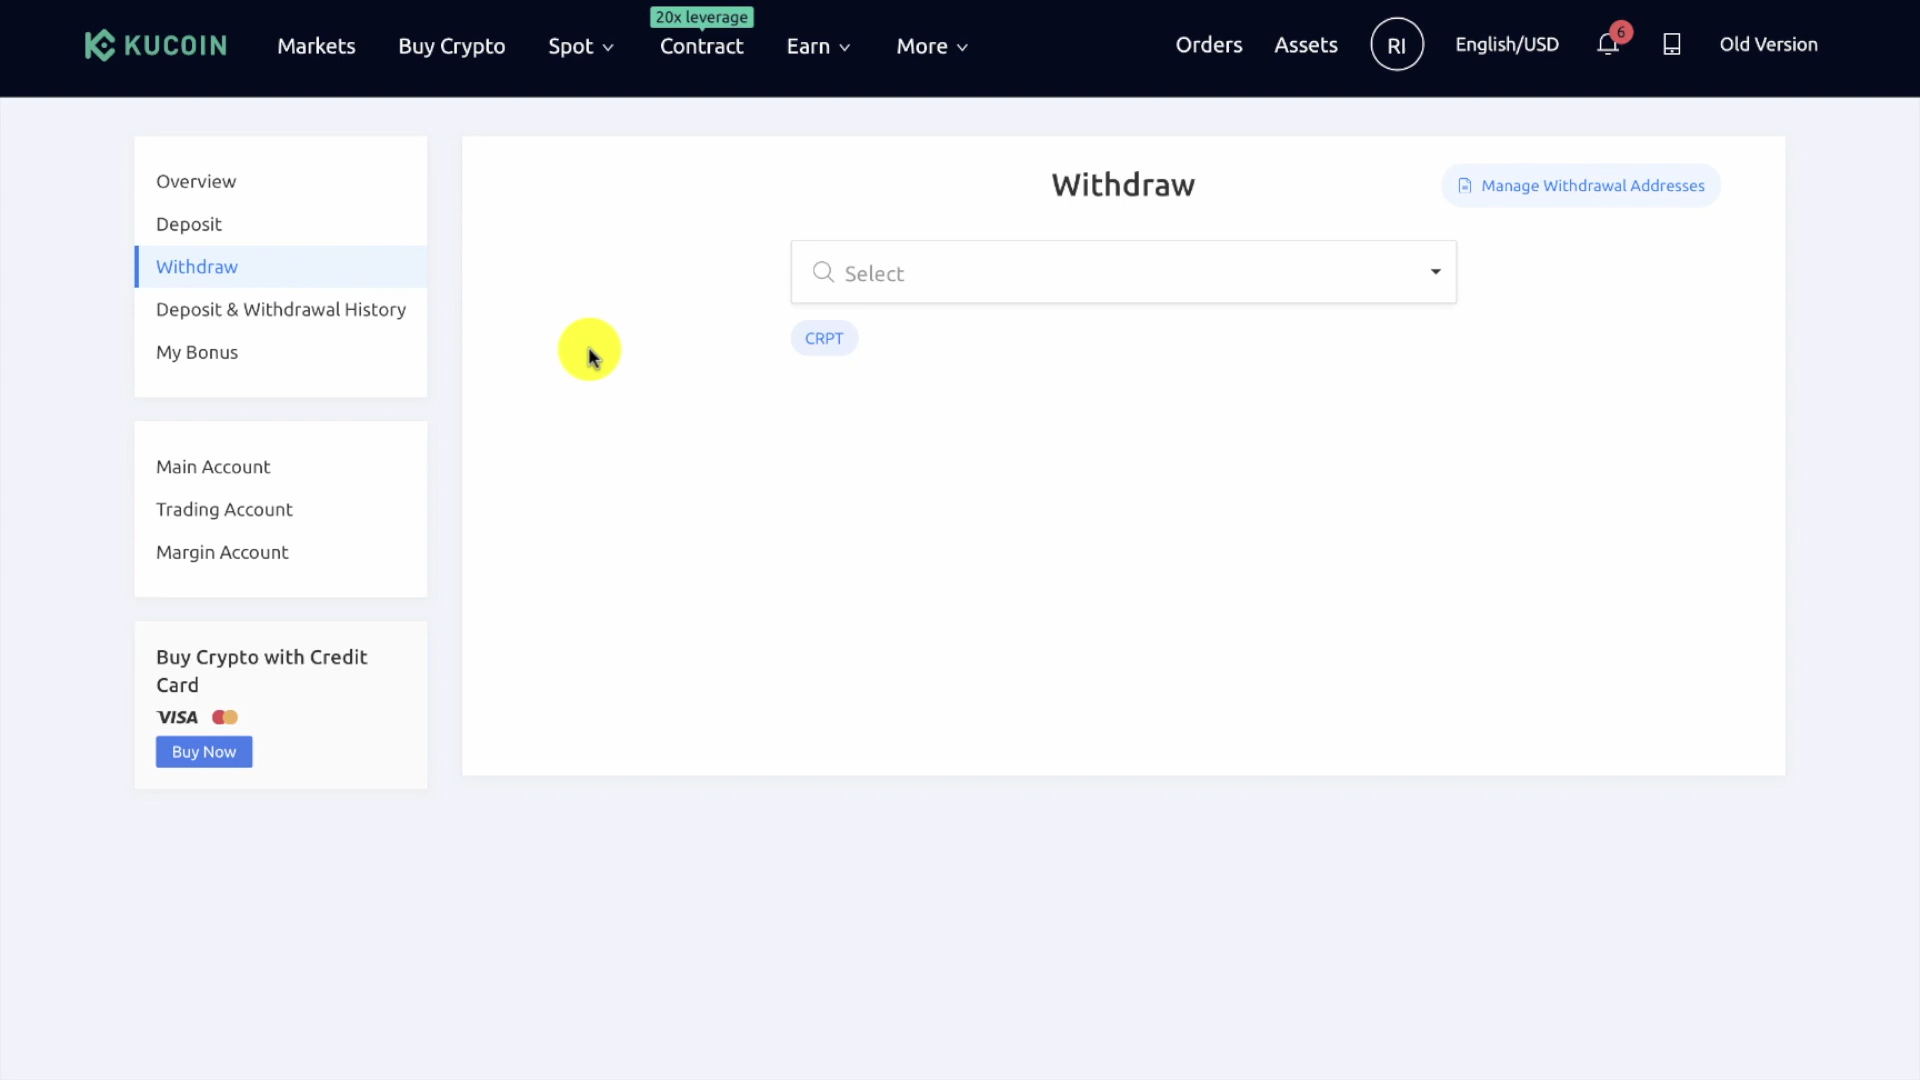 20x leverage
KUCOIN Markets Buy Crypto Spot Contract Earn More Orders Assets RI English/USD 6 Old Version
Overview
Deposit
Withdraw
Deposit & Withdrawal History
My Bonus
Main Account
Trading Account
Margin Account
Buy Crypto with Credit
Card
VISA
Buy Now
Withdraw
Manage Withdrawal Addresses
Select
CRPT